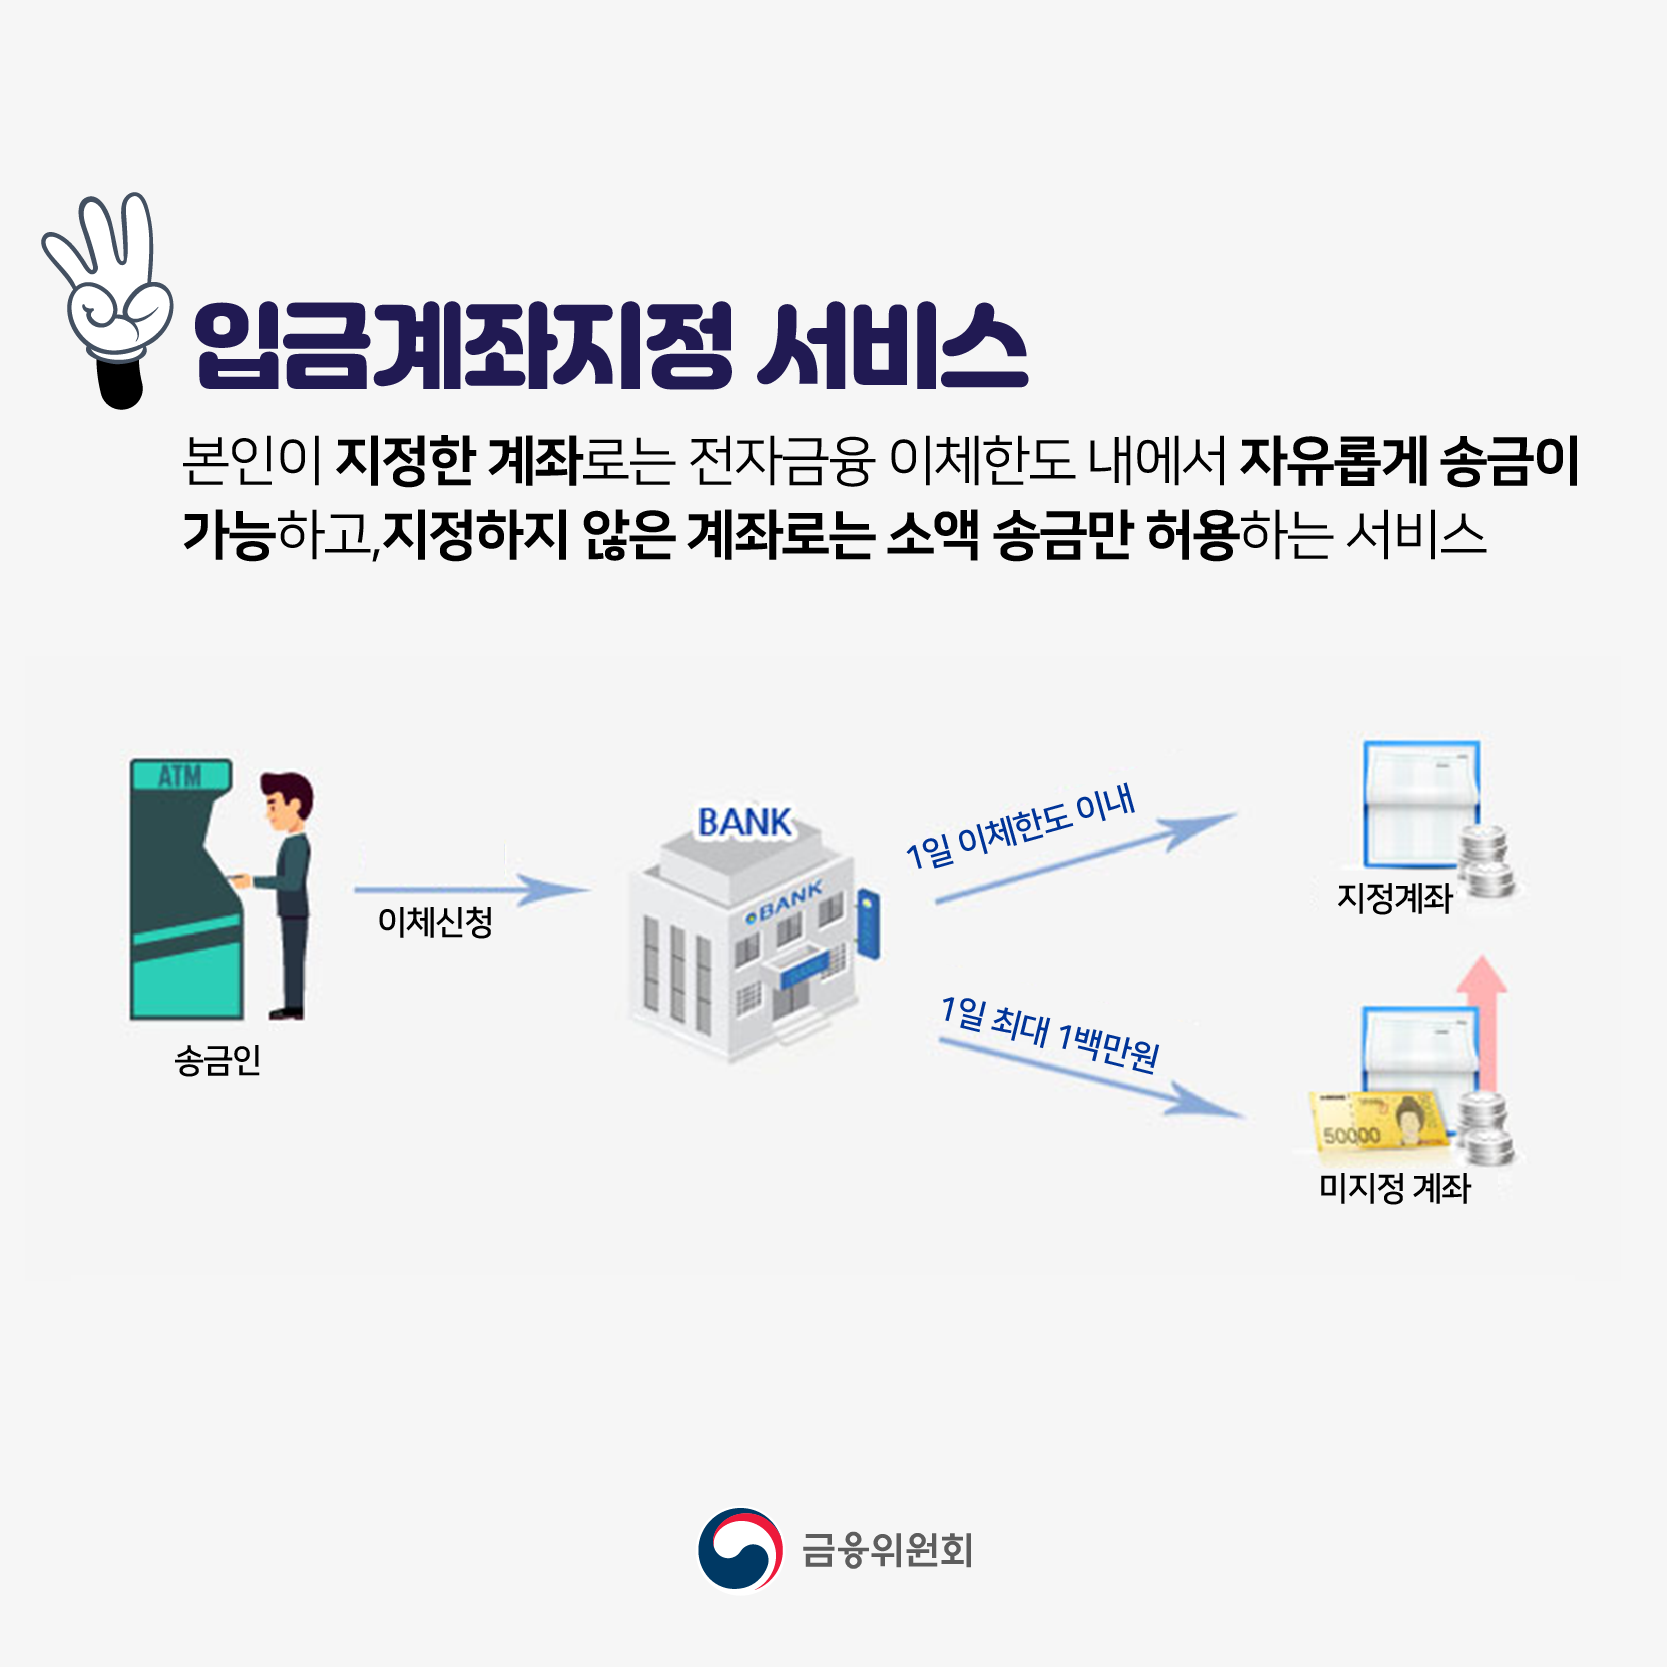 입금계좌지정 서비스
본인이 지정한 계좌로는 전자금융 이체한도 내에서 자유롭게 송금이
가능하고,지정하지 않은 계좌로는 소액 송금만 허용하는 서비스
ATM
송금인
이체신청
BANK
BANK
1일 이체한도 이내
지정계좌
1일 최대 1백만원
50000
미지정 계좌
금융위원회